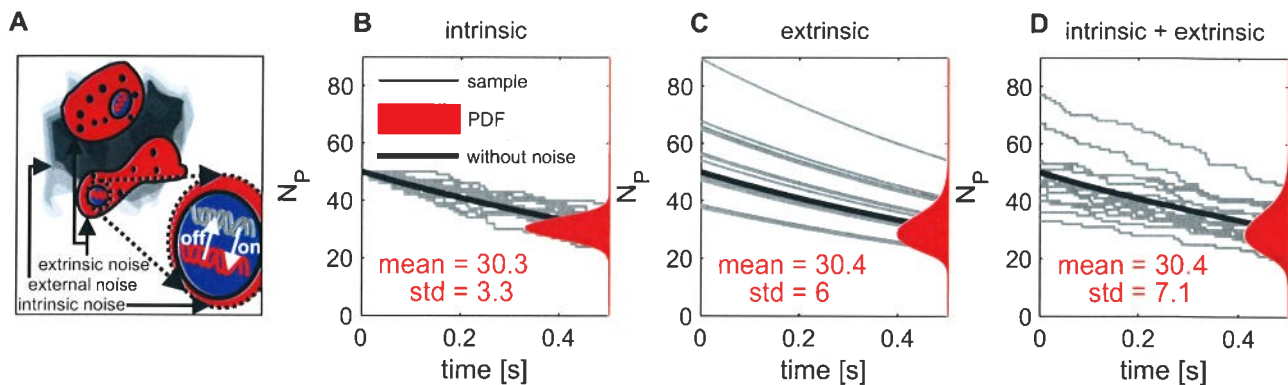 A
off
on
extrinsic noise
external noise
intrinsic noise
B
intrinsic
80
60
40
20
0
N_P
sample
PDF
without noise
mean = 30.3
std = 3.3
0
0.2
0.4
time [s]
C
extrinsic
80
60
40
20
0
N_P
mean = 30.4
std = 6
0
0.2
0.4
time [s]
D
intrinsic + extrinsic
80
60
40
20
0
N_P
mean = 30.4
std = 7.1
0
0.2
0.4
time [s]